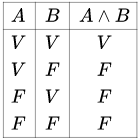 A B A ∧ B
V V V
V F F
F V F
F F F